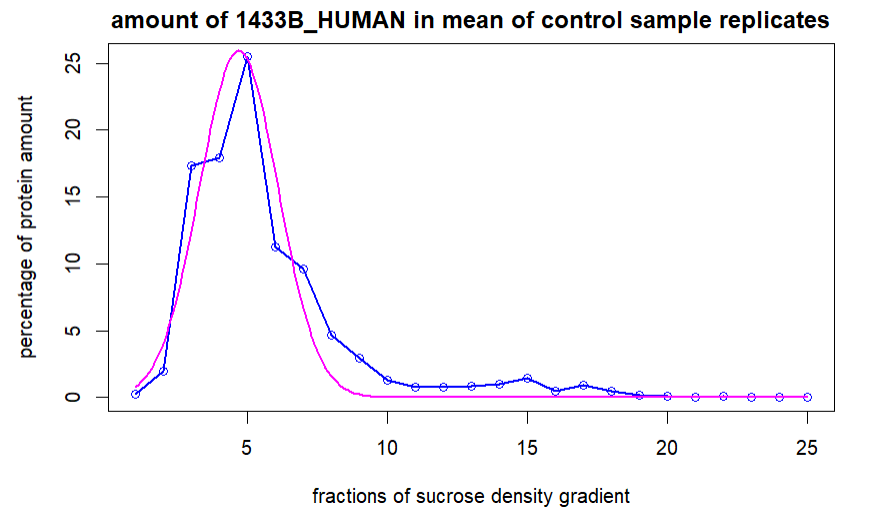 amount of 1433B_HUMAN in mean of control sample replicates
percentage of protein amount
25
20
15
10
5
0
5 10 15 20 25
fractions of sucrose density gradient